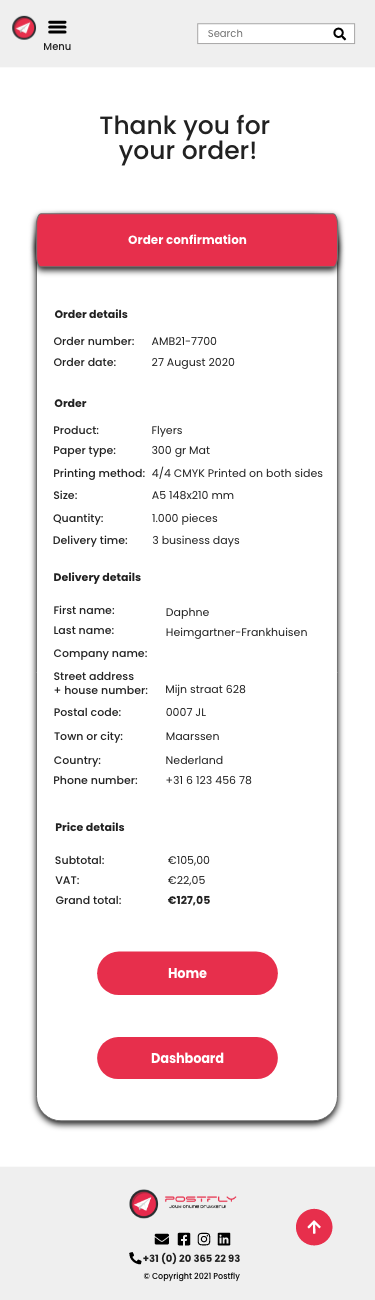 Menu
Search
Thank you for
your order!
Order confirmation
Order details
Order number: AMB21-7700
Order date: 27 August 2020
Order
Product: Flyers
Paper type: 300 gr Mat
Printing method: 4/4 CMYK Printed on both sides
Size: A5 148x210 mm
Quantity: 1.000 pieces
Delivery time: 3 business days
Delivery details
First name: Daphne
Last name: Heimgartner-Frankhuisen
Company name:
Street address
+ house number: Mijn straat 628
Postal code: 0007 JL
Town or city: Maarssen
Country: Nederland
Phone number: +31 6 123 456 78
Price details
Subtotal: €105,00
VAT: €22,05
Grand total: €127,05
Home
Dashboard
POSTFLY
+31 (0) 20 365 22 93
© Copyright 2021 Postfly